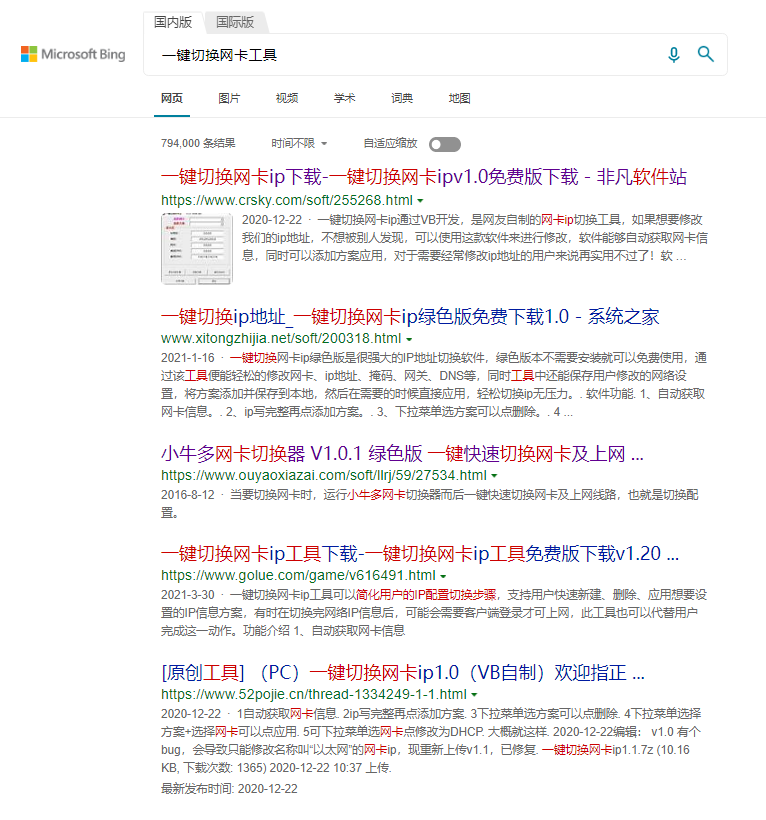 国内版 国际版
Microsoft Bing
一键切换网卡工具
网页 图片 视频 学术 词典 地图
794,000 条结果 时间不限 自适应缩放
一键切换网卡ip下载-一键切换网卡ipv1.0免费版下载 - 非凡软件站
https://www.crsky.com/soft/255268.html
2020-12-22 · 一键切换网卡ip通过VB开发，是网友自制的网卡ip切换工具，如果想要修改
我们的ip地址，不想被别人发现，可以使用这款软件来进行修改，软件能够自动获取网卡信
息，同时可以添加方案应用，对于需要经常修改ip地址的用户来说再实用不过了！软 ...
一键切换ip地址_一键切换网卡ip绿色版免费下载1.0 - 系统之家
www.xitongzhijia.net/soft/200318.html
2021-1-16 · 一键切换网卡ip绿色版是很强大的IP地址切换软件，绿色版本不需要安装就可以免费使用，通
过该工具便能轻松的修改网卡、ip地址、掩码、网关、DNS等，同时工具中还能保存用户修改的网络设
置，将方案添加并保存到本地，然后在需要的时候直接应用，轻松切换ip无压力。. 软件功能. 1、自动获取
网卡信息。. 2、ip写完整再点添加方案。. 3、下拉菜单选方案可以点删除。. 4 ...
小牛多网卡切换器 V1.0.1 绿色版 一键快速切换网卡及上网 ...
https://www.ouyaoxiazai.com/soft/llrj/59/27534.html
2016-8-12 · 当要切换网卡时，运行小牛多网卡切换器而后一键快速切换网卡及上网线路，也就是切换配
置。
一键切换网卡ip工具下载-一键切换网卡ip工具免费版下载v1.20 ...
https://www.golue.com/game/v616491.html
2021-3-30 · 一键切换网卡ip工具可以简化用户的IP配置切换步骤，支持用户快速新建、删除、应用想要设
置的IP信息方案，有时在切换完网络IP信息后，可能会需要客户端登录才可上网，此工具也可以代替用户
完成这一动作。功能介绍 1、自动获取网卡信息
[原创工具] （PC）一键切换网卡ip1.0（VB自制）欢迎指正 ...
https://www.52pojie.cn/thread-1334249-1-1.html
2020-12-22 · 1自动获取网卡信息. 2ip写完整再点添加方案. 3下拉菜单选方案可以点删除. 4下拉菜单选择
方案+选择网卡可以点应用. 5可下拉菜单选网卡点修改为DHCP. 大概就这样. 2020-12-22编辑： v1.0 有个
bug，会导致只能修改名称叫“以太网”的网卡ip，现重新上传v1.1，已修复. 一键切换网卡ip1.1.7z (10.16
KB, 下载次数: 1365) 2020-12-22 10:37 上传.
最新发布时间: 2020-12-22